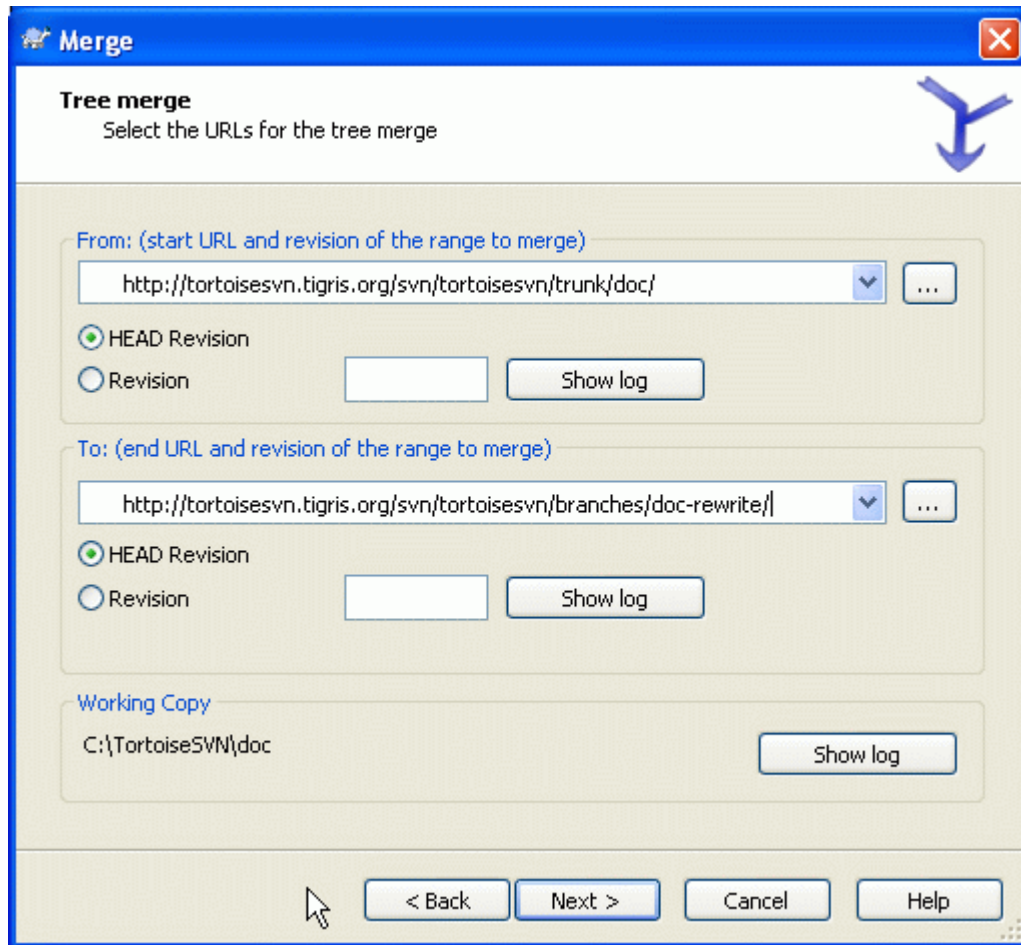 Merge
Tree merge
Select the URLs for the tree merge
From: (start URL and revision of the range to merge)
http://tortoisesvn.tigris.org/svn/tortoisesvn/trunk/doc/
...
HEAD Revision
Revision
Show log
To: (end URL and revision of the range to merge)
http://tortoisesvn.tigris.org/svn/tortoisesvn/branches/doc-rewrite/
...
HEAD Revision
Revision
Show log
Working Copy
C:\TortoiseSVN\doc
Show log
< Back Next > Cancel Help